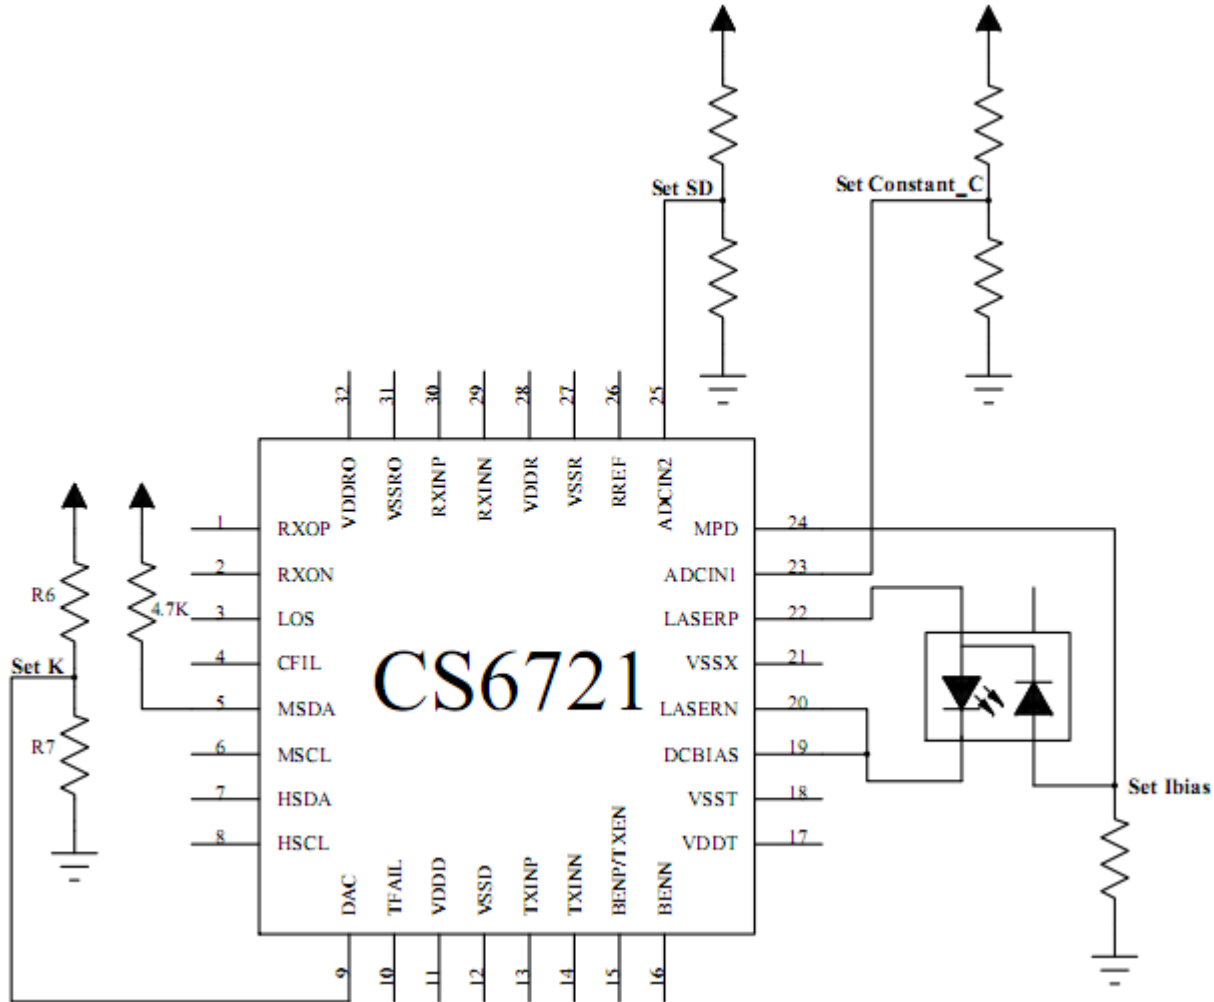 Set SD
Set Constant_C
32
31
30
29
28
27
26
25
VDDRO
VSSRO
RXINP
RXINN
VDDR
VSSR
RREF
ADCIN2
1 RXOP
MPD 24
2 RXON
ADCIN1 23
R6
4.7K
3 LOS
LASERP 22
Set K
4 CFIL
CS6721
VSSX 21
5 MSDA
LASERN 20
R7
6 MSCL
DCBIAS 19
Set Ibias
7 HSDA
VSST 18
8 HSCL
VDDT 17
DAC
TFAIL
VDDD
VSSD
TXINP
TXINN
BENP/TXEN
BENN
9
10
11
12
13
14
15
16